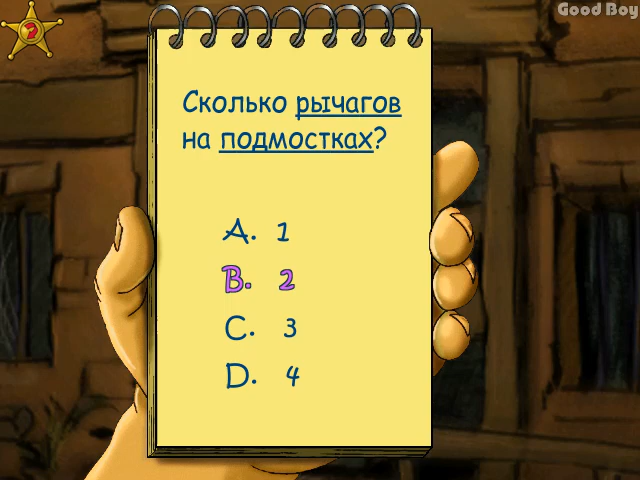 Good Boy
?
Сколько рычагов
на подмостках?
A. 1
B. 2
C. 3
D. 4